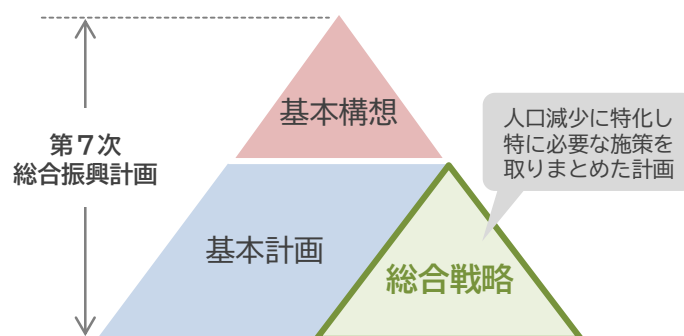 基本構想
第７次
総合振興計画
人口減少に特化し
特に必要な施策を
取りまとめた計画
基本計画
総合戦略